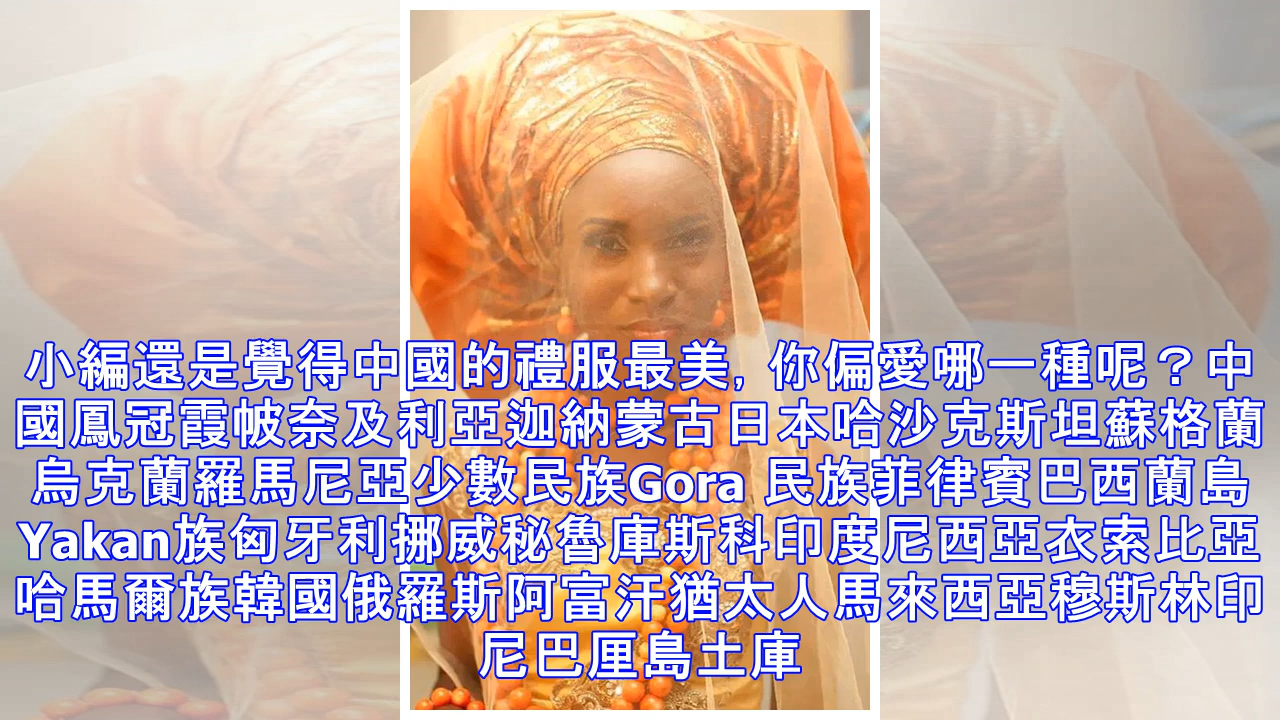 小編還是覺得中國的禮服最美, 你偏愛哪一種呢？中
國鳳冠霞帔奈及利亞迦納蒙古日本哈沙克斯坦蘇格蘭
烏克蘭羅馬尼亞少數民族Gora 民族菲律賓巴西蘭島
Yakan族匈牙利挪威秘魯庫斯科印度尼西亞衣索比亞
哈馬爾族韓國俄羅斯阿富汗猶太人馬來西亞穆斯林印
尼巴厘島土庫